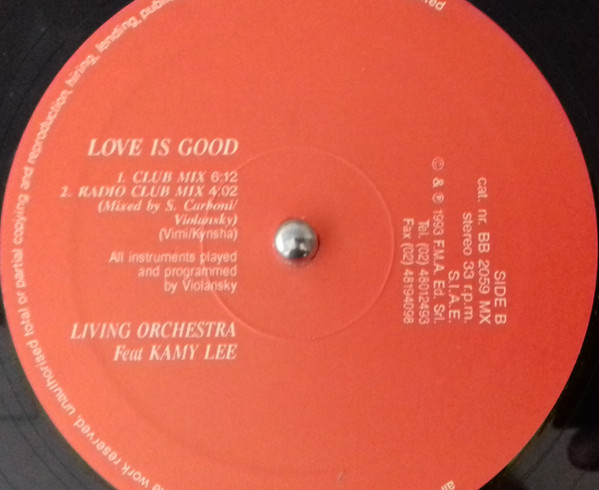 LOVE IS GOOD
1. CLUB MIX 6:12
2. RADIO CLUB MIX 4:02
(Mixed by S. Carboni/
Violansky)
(Vimi/Kynsha)
All instruments played
and programmed
by Violansky
LIVING ORCHESTRA
Feat KAMY LEE
SIDE B
cat. nr. BB 2059 MX
stereo 33 r.p.m.
S.I.A.E.
© & ℗ 1993 F.M.A. Ed. Srl.
Tel. (02) 48012493
Fax (02) 48194098
work reserved, unauthorised total or partial copying and reproduction, hiring, lending,